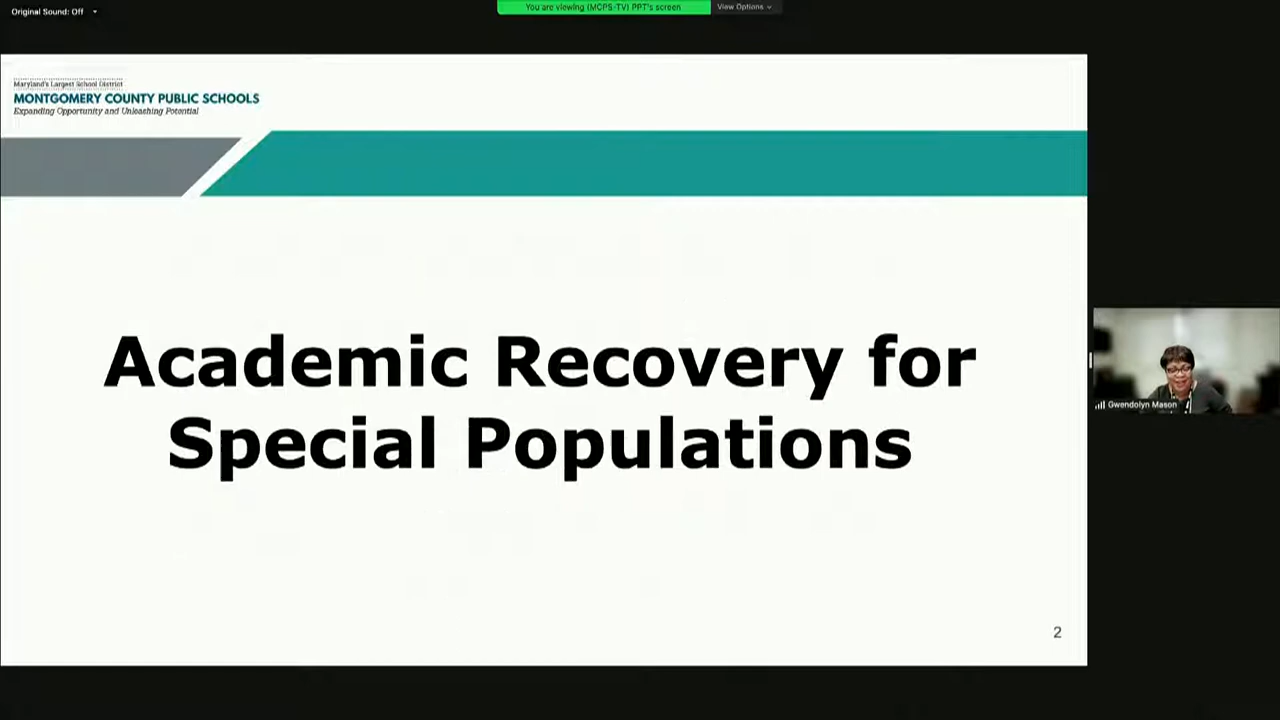 Original Sound: Off
You are viewing (MCPS-TV) PPT's screen
View Options
Maryland's Largest School District
MONTGOMERY COUNTY PUBLIC SCHOOLS
Expanding Opportunity and Unleashing Potential
Academic Recovery for
Special Populations
Gwendolyn Mason
2